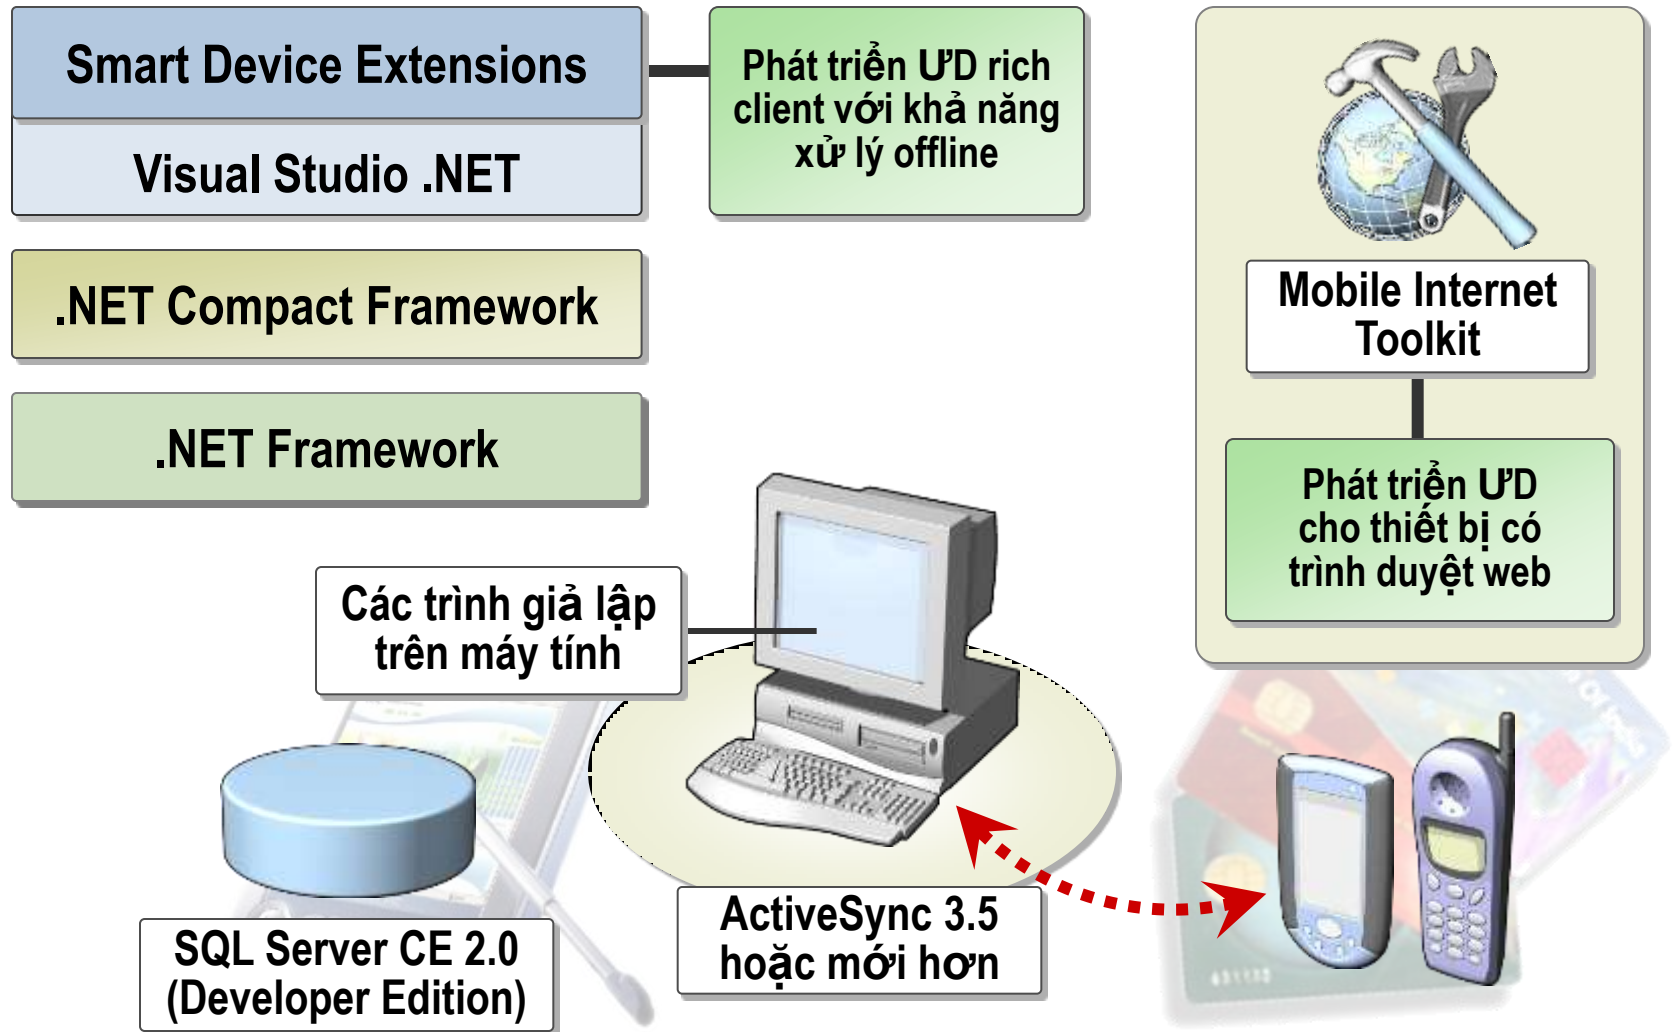 Smart Device Extensions
Visual Studio .NET
Phát triển ƯD rich
client với khả năng
xử lý offline
.NET Compact Framework
.NET Framework
Mobile Internet
Toolkit
Phát triển ƯD
cho thiết bị có
trình duyệt web
Các trình giả lập
trên máy tính
SQL Server CE 2.0
(Developer Edition)
ActiveSync 3.5
hoặc mới hơn